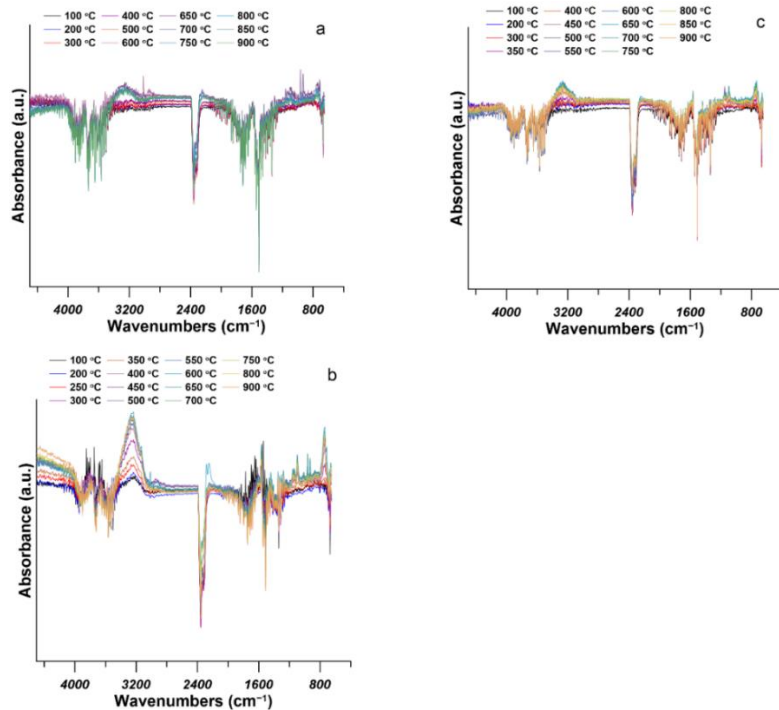 100 °C 400 °C 650 °C 800 °C
200 °C 500 °C 700 °C 850 °C
300 °C 600 °C 750 °C 900 °C
a
Absorbance (a.u.)
4000 3200 2400 1600 800
Wavenumbers (cm⁻¹)
100 °C 400 °C 600 °C 800 °C
200 °C 450 °C 650 °C 850 °C
300 °C 500 °C 700 °C 900 °C
350 °C 550 °C 750 °C
c
Absorbance (a.u.)
4000 3200 2400 1600 800
Wavenumbers (cm⁻¹)
100 °C 350 °C 550 °C 750 °C
200 °C 400 °C 600 °C 800 °C
250 °C 450 °C 650 °C 900 °C
300 °C 500 °C 700 °C
b
Absorbance (a.u.)
4000 3200 2400 1600 800
Wavenumbers (cm⁻¹)